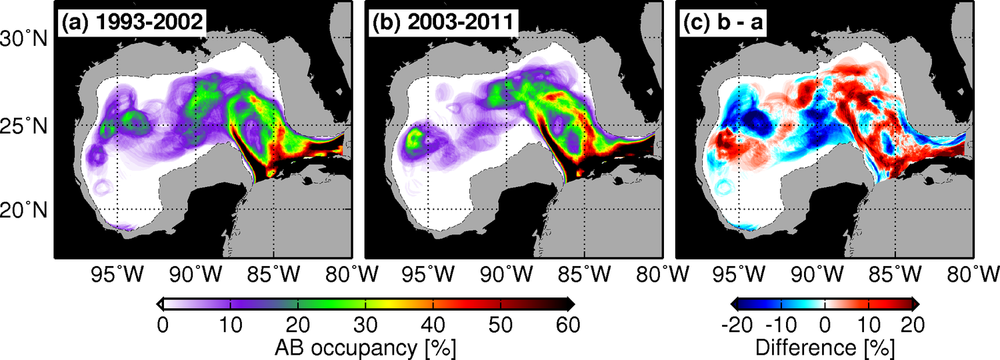 (a) 1993-2002
(b) 2003-2011
(c) b - a
30˚N
25˚N
20˚N
95˚W 90˚W 85˚W 80˚W
95˚W 90˚W 85˚W 80˚W
95˚W 90˚W 85˚W 80˚W
0 10 20 30 40 50 60
AB occupancy [%]
-20 -10 0 10 20
Difference [%]